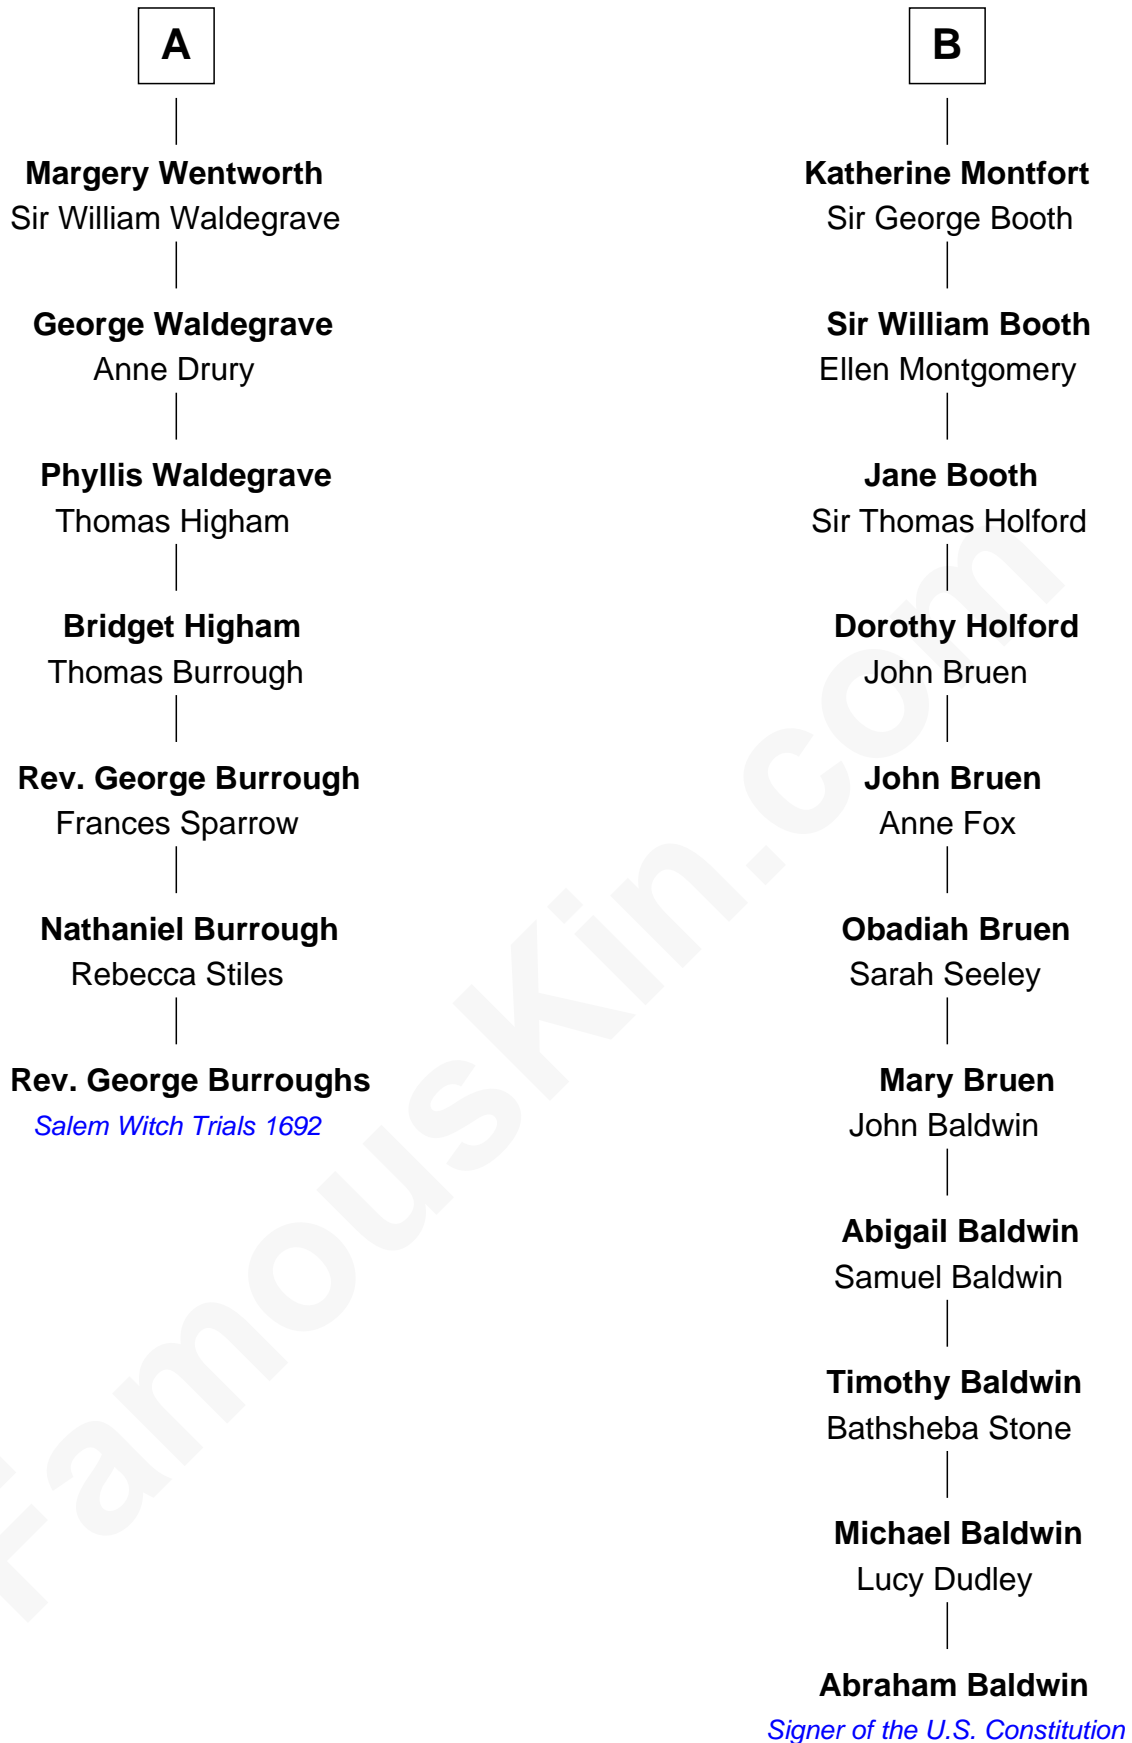 A
Margery Wentworth
Sir William Waldegrave
George Waldegrave
Anne Drury
Phyllis Waldegrave
Thomas Higham
Bridget Higham
Thomas Burrough
Rev. George Burrough
Frances Sparrow
Nathaniel Burrough
Rebecca Stiles
Rev. George Burroughs
Salem Witch Trials 1692
B
Katherine Montfort
Sir George Booth
Sir William Booth
Ellen Montgomery
Jane Booth
Sir Thomas Holford
Dorothy Holford
John Bruen
John Bruen
Anne Fox
Obadiah Bruen
Sarah Seeley
Mary Bruen
John Baldwin
Abigail Baldwin
Samuel Baldwin
Timothy Baldwin
Bathsheba Stone
Michael Baldwin
Lucy Dudley
Abraham Baldwin
Signer of the U.S. Constitution
FamousKin.com